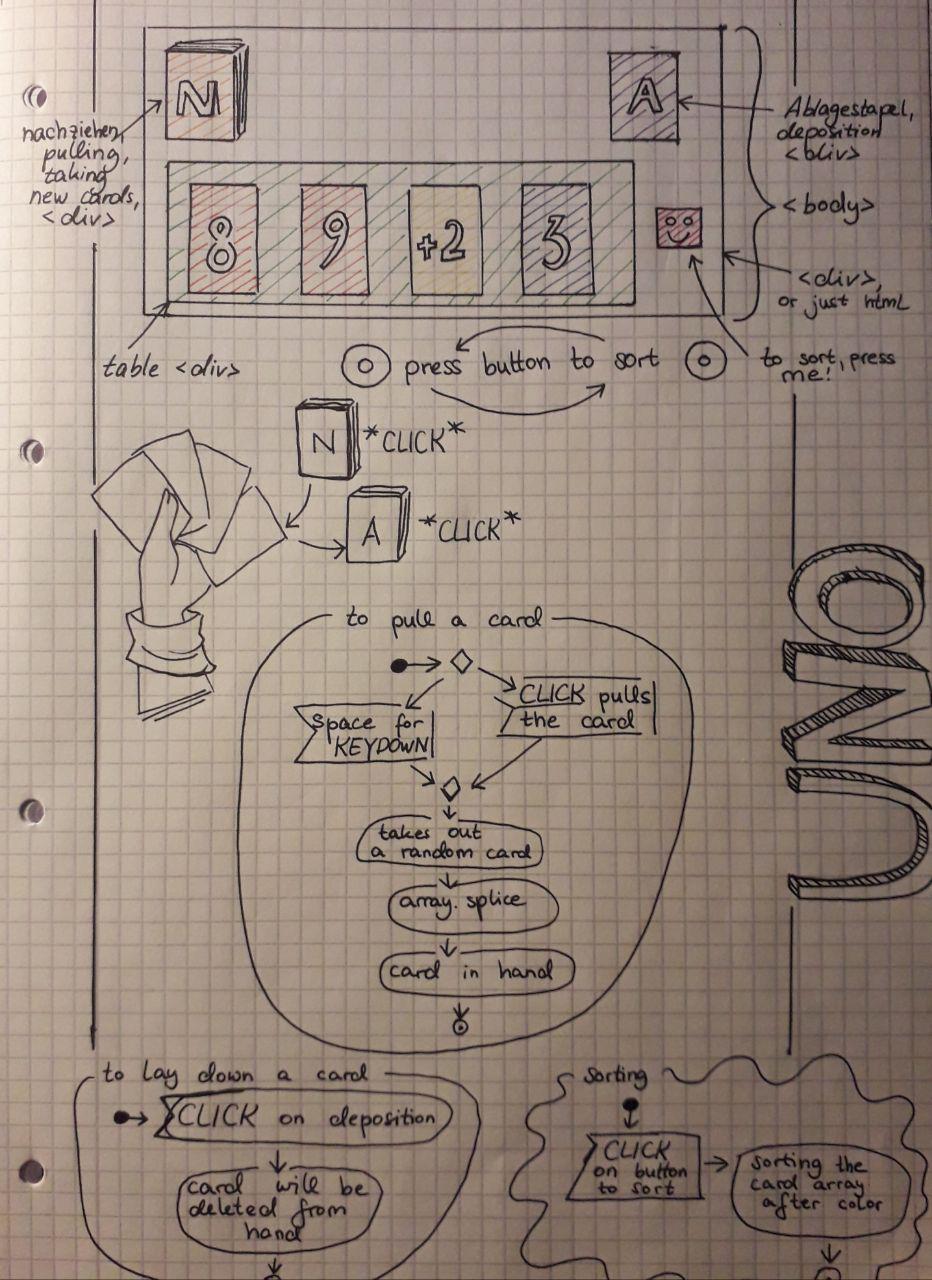 N
A
nachziehen,
pulling,
taking
new cards,
<div>
Ablagestapel,
deposition
<div>
<body>
8
9
+2
3
<div>,
or just html
table <div>
press button to sort
to sort, press
me!
N
*CLICK*
A
*CLICK*
UNO
to pull a card
Space for
KEYDOWN
CLICK pulls
the card
takes out
a random card
array.splice
card in hand
to lay down a card
CLICK on deposition
card will be
deleted from
hand
Sorting
CLICK
on button
to sort
sorting the
card array
after color